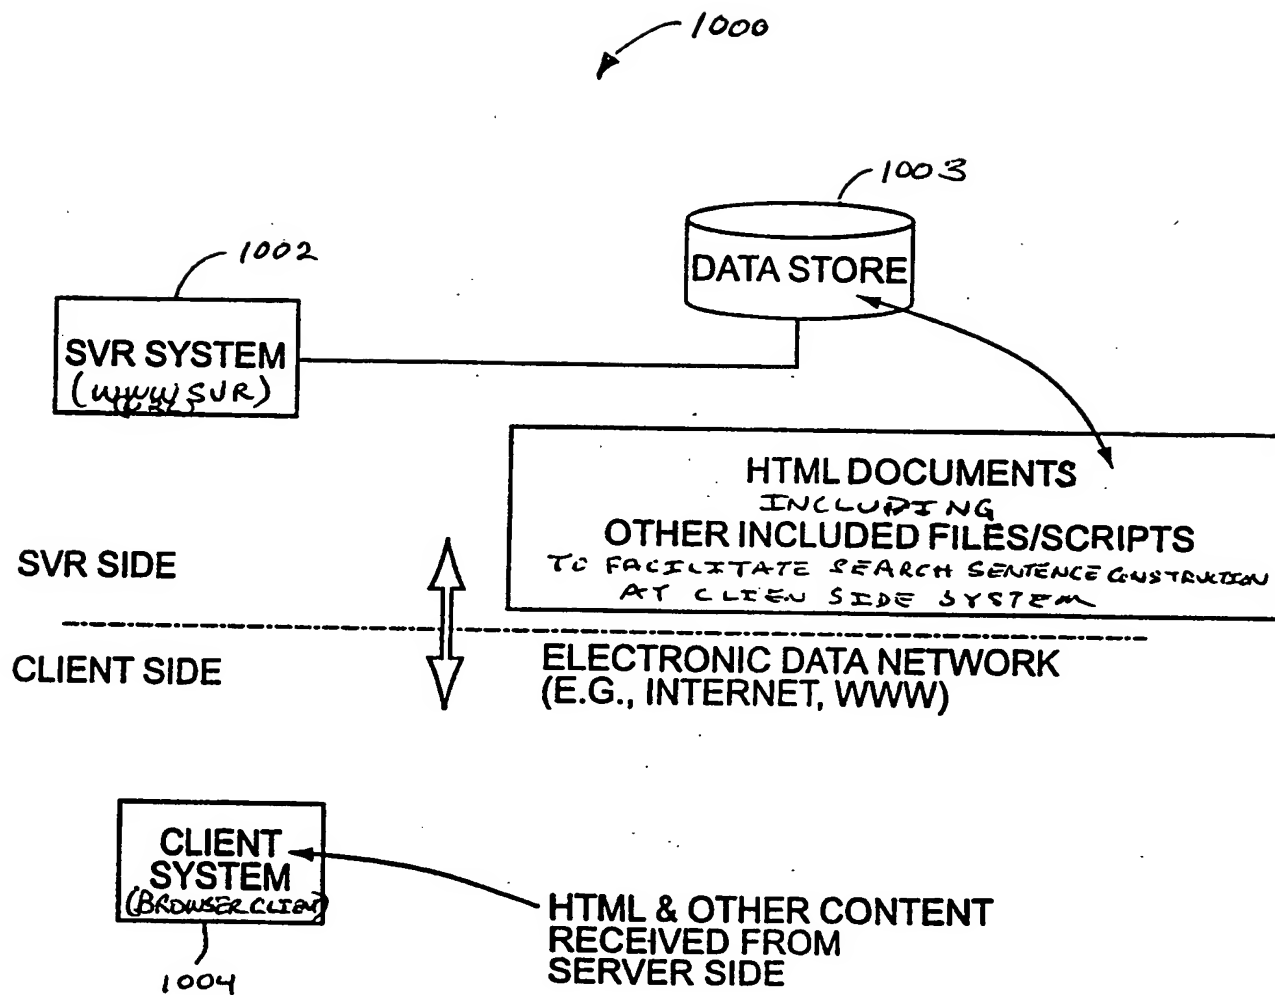 1000
1003
DATA STORE
1002
SVR SYSTEM
SVR)
HTML DOCUMENTS
INCLUDING
OTHER INCLUDED FILES/SCRIPTS
TO FACILITATE SEARCH SENTENCE CONSTRUCTION
AT CLIEN SIDE SYSTEM
SVR SIDE
CLIENT SIDE
ELECTRONIC DATA NETWORK
(E.G., INTERNET, WWW)
CLIENT
SYSTEM
(BROWSER CLIENT)
1004
HTML & OTHER CONTENT
RECEIVED FROM
SERVER SIDE